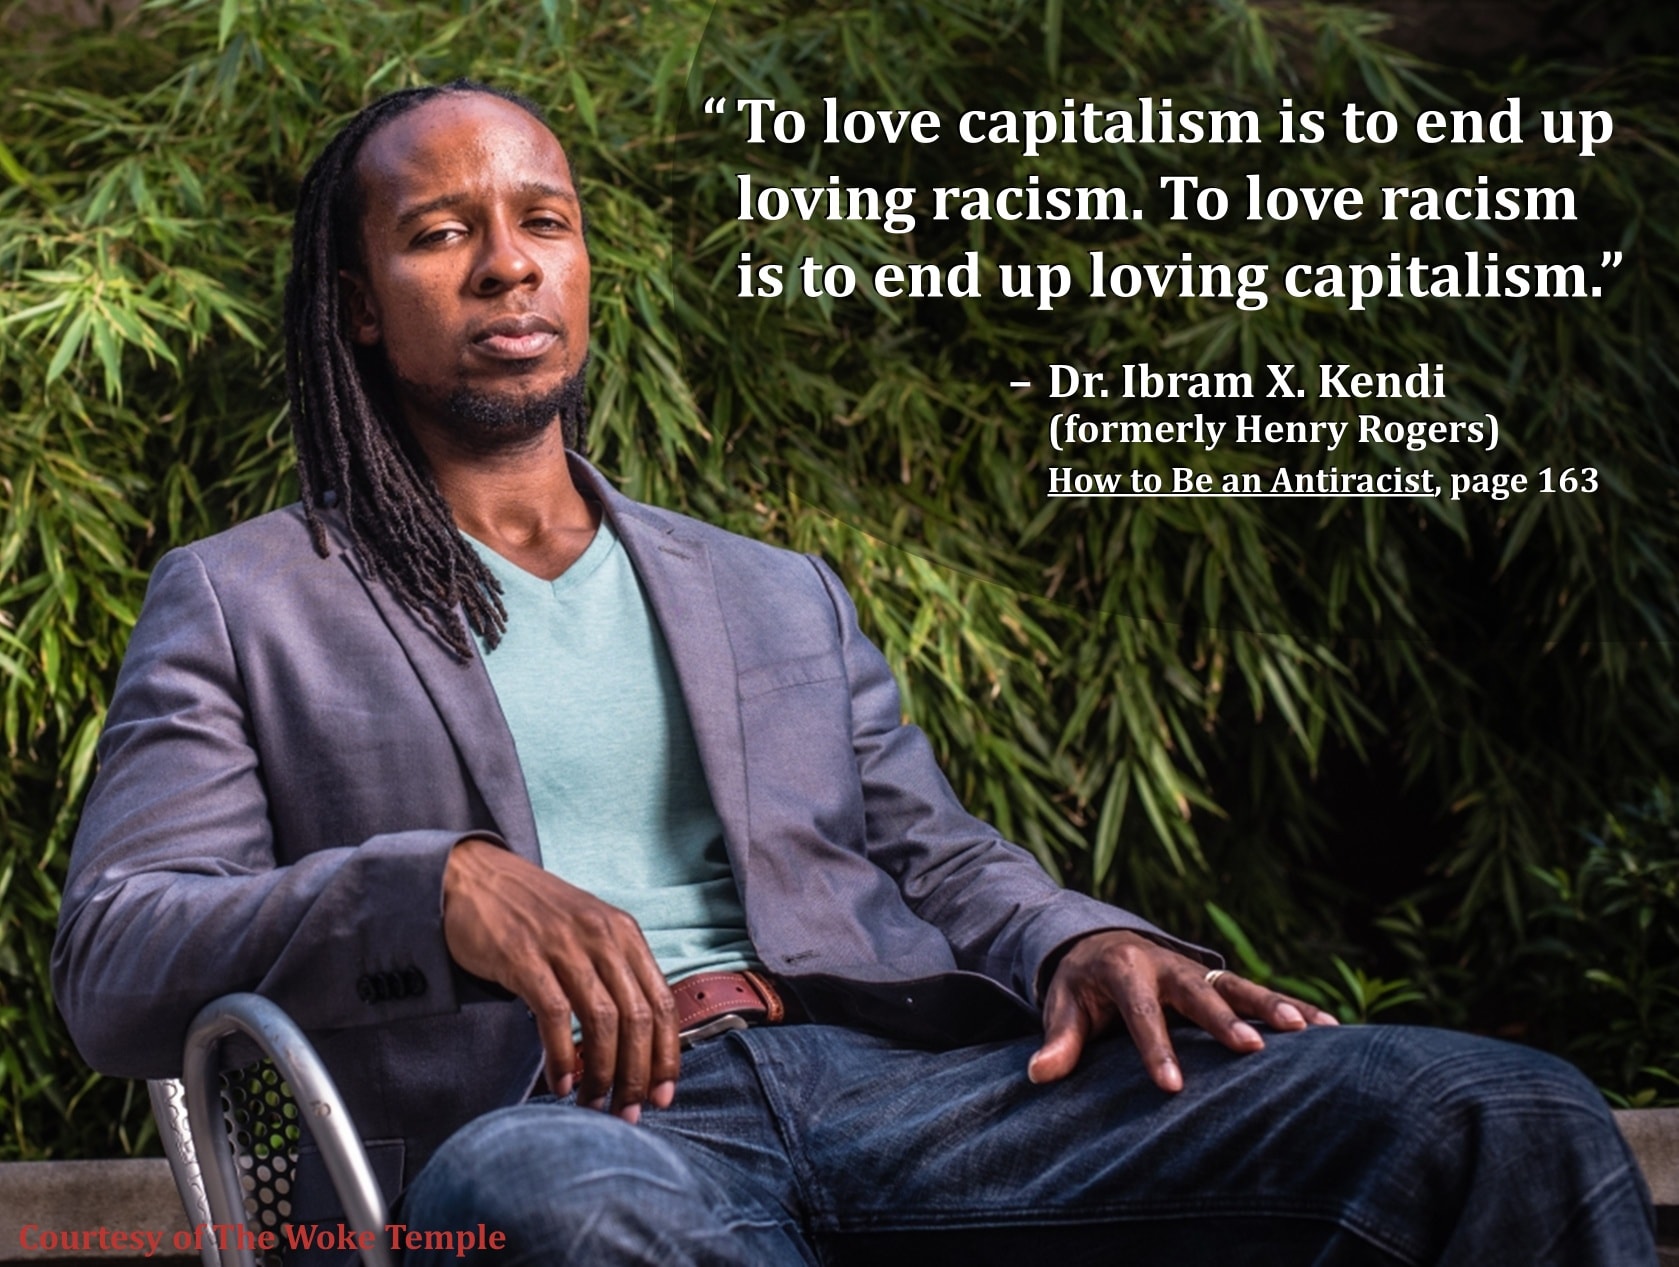 “To love capitalism is to end up
loving racism. To love racism
is to end up loving capitalism.”
– Dr. Ibram X. Kendi
(formerly Henry Rogers)
How to Be an Antiracist, page 163
Courtesy of The Woke Temple